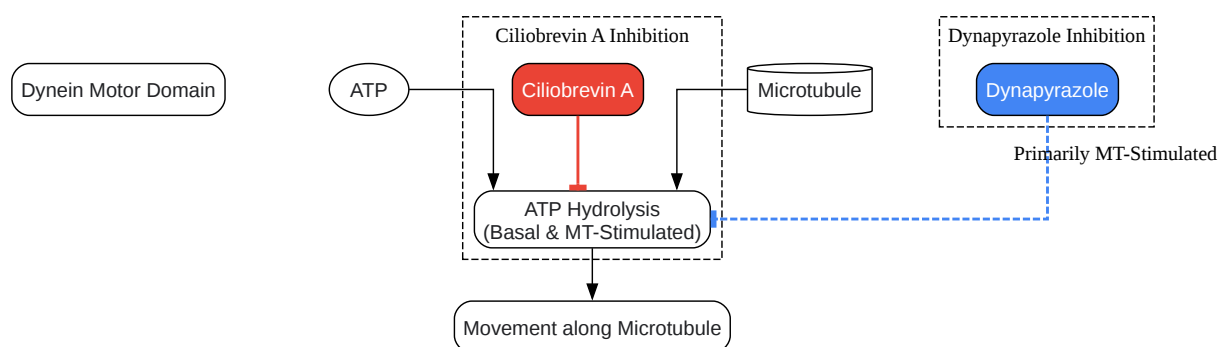 Ciliobrevin A Inhibition
Dynapyrazole Inhibition
Dynein Motor Domain
ATP
Ciliobrevin A
Microtubule
Dynapyrazole
Primarily MT-Stimulated
ATP Hydrolysis
(Basal & MT-Stimulated)
Movement along Microtubule